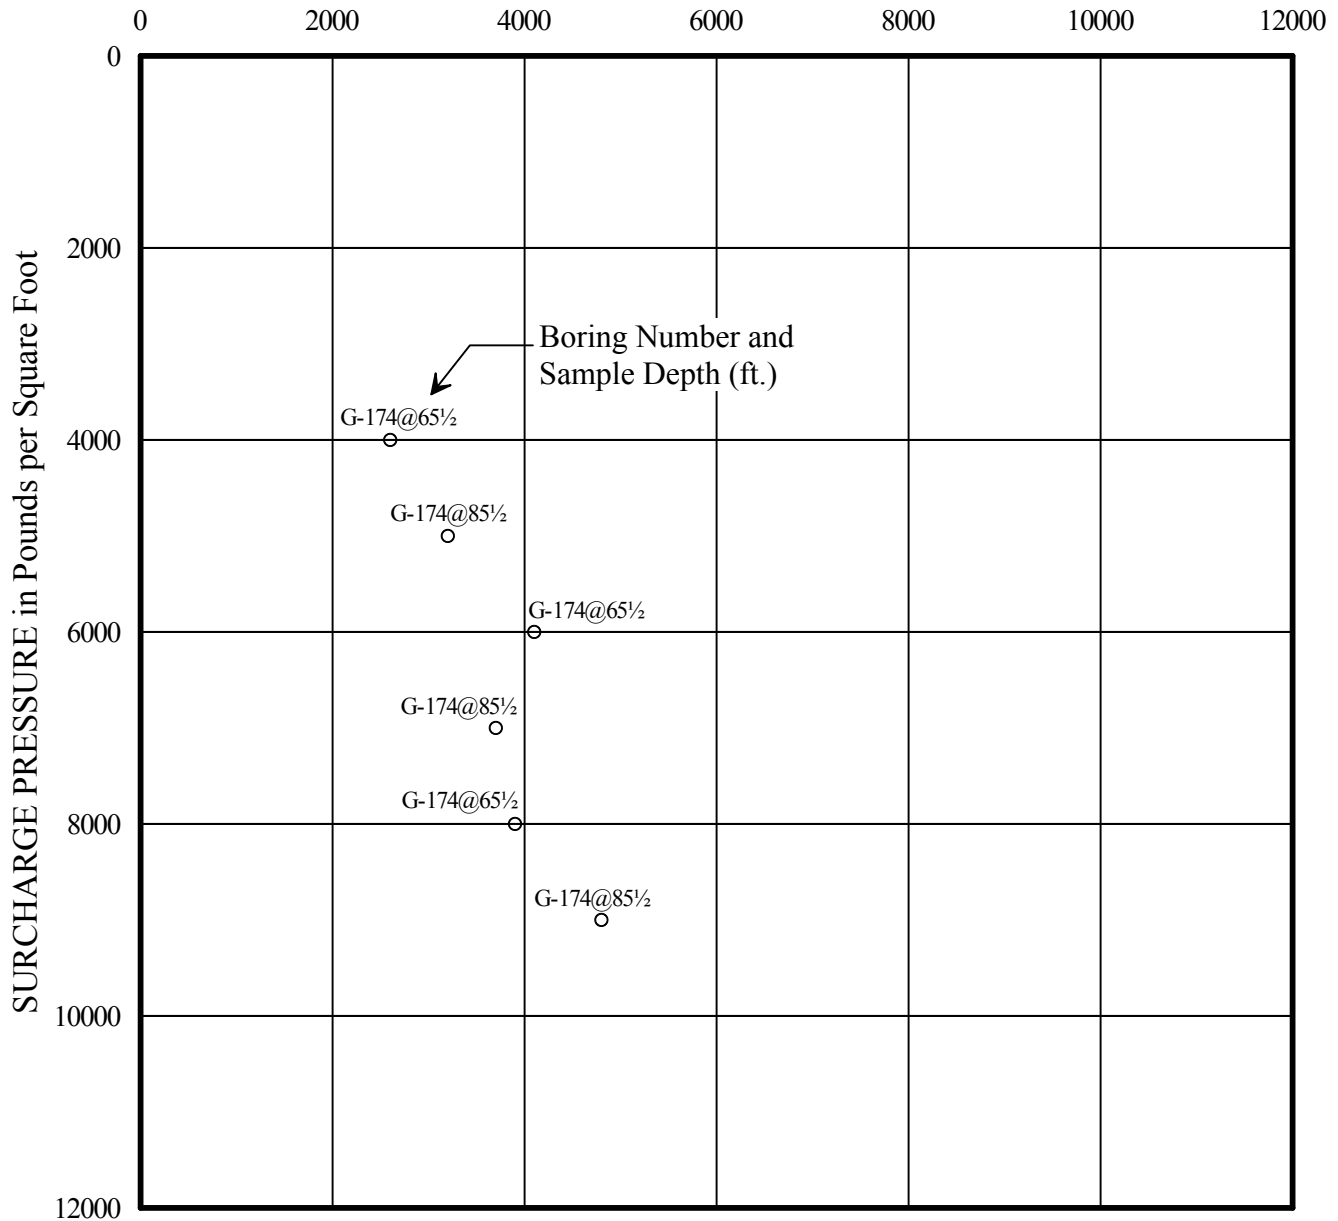 0 2000 4000 6000 8000 10000 12000
0
2000
SURCHARGE PRESSURE in Pounds per Square Foot
Boring Number and
Sample Depth (ft.)
G-174@65½
4000
G-174@85½
G-174@65½
6000
G-174@85½
G-174@65½
8000
G-174@85½
10000
12000